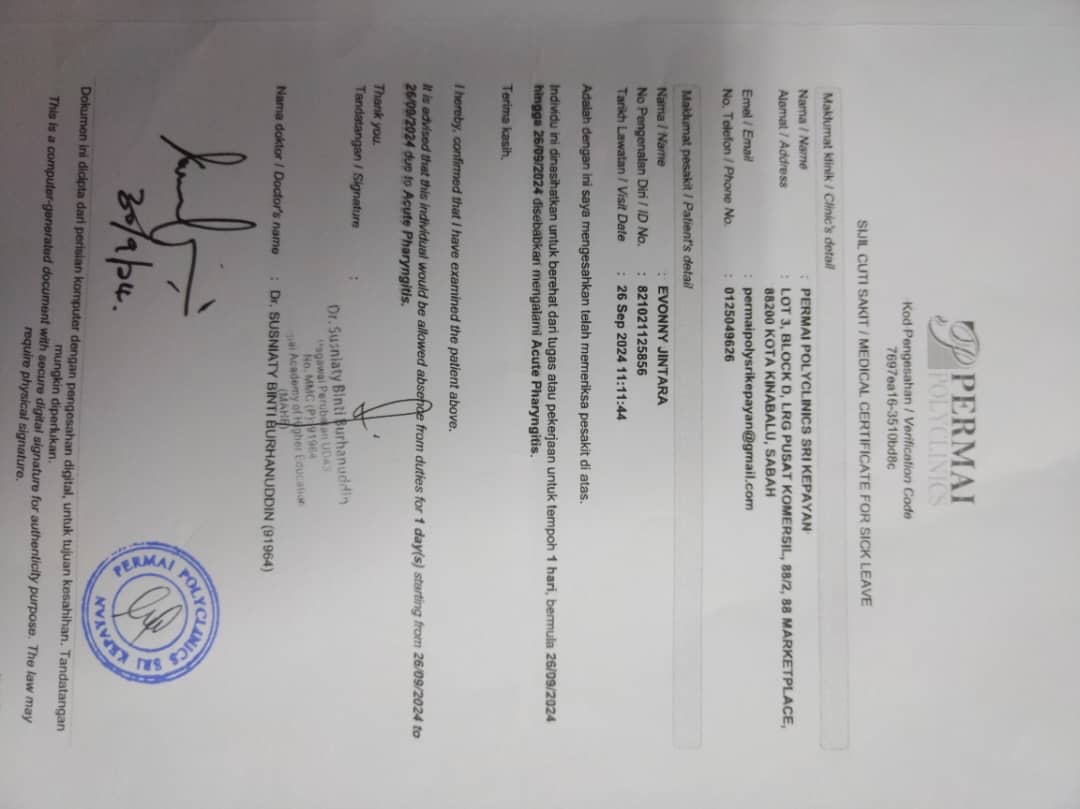 PERMAI
POLYCLINICS
Kod Pengesahan / Verification Code
7697ea16-3510bd8c
SIJIL CUTI SAKIT / MEDICAL CERTIFICATE FOR SICK LEAVE
Maklumat klinik / Clinic's detail
Nama / Name : PERMAI POLYCLINICS SRI KEPAYAN
Alamat / Address : LOT 3, BLOCK D, LRG PUSAT KOMERSIL, 88/2, 88 MARKETPLACE,
88200 KOTA KINABALU, SABAH
Emel / Email : permaipolysrikepayan@gmail.com
No. Telefon / Phone No. : 0125049626
Maklumat pesakit / Patient's detail
Nama / Name : EVONNY JINTARA
No Pengenalan Diri / ID No. : 821021125856
Tarikh Lawatan / Visit Date : 26 Sep 2024 11:11:44
Adalah dengan ini saya mengesahkan telah memeriksa pesakit di atas.
Individu ini dinasihatkan untuk berehat dari tugas atau pekerjaan untuk tempoh 1 hari, bermula 26/09/2024
hingga 26/09/2024 disebabkan mengalami Acute Pharyngitis.
Terima kasih.
I hereby, confirmed that I have examined the patient above.
It is advised that this individual would be allowed absence from duties for 1 day(s) starting from 26/09/2024 to
26/09/2024 due to Acute Pharyngitis.
Thank you.
Tandatangan / Signature :
Dr. Susniaty Binti Burhanuddin
Pegawai Perubatan UD43
No. MMC (P): 91964
Academy of Higher Education
(MAHE)
Nama doktor / Doctor's name : Dr. SUSNIATY BINTI BURHANUDDIN (91964)
30/9/24.
PERMAI POLYCLINICS SRI KEPAYAN
Dokumen ini dicipta dari perisian komputer dengan pengesahan digital, untuk tujuan kesahihan. Tandatangan
mungkin diperlukan.
This is a computer-generated document with secure digital signature for authenticity purpose. The law may
require physical signature.